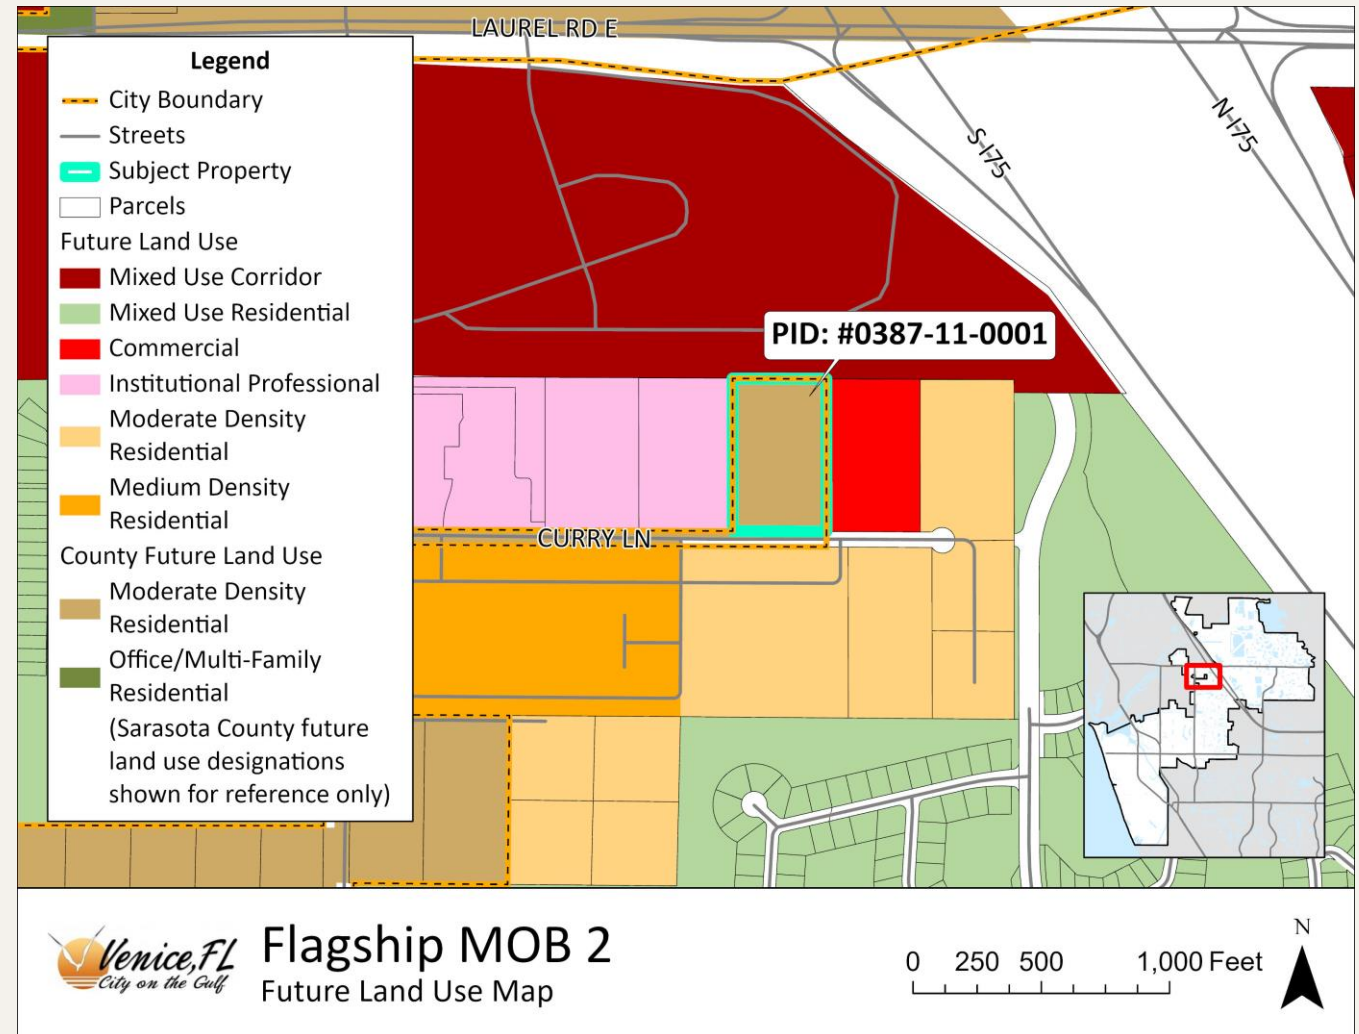 LAUREL RD E
S I75
N I75
Legend
City Boundary
Streets
Subject Property
Parcels
Future Land Use
Mixed Use Corridor
Mixed Use Residential
Commercial
Institutional Professional
Moderate Density
Residential
Medium Density
Residential
County Future Land Use
Moderate Density
Residential
Office/Multi-Family
Residential
(Sarasota County future
land use designations
shown for reference only)
PID: #0387-11-0001
CURRY LN
Venice, FL
City on the Gulf
Flagship MOB 2
Future Land Use Map
0 250 500 1,000 Feet
N